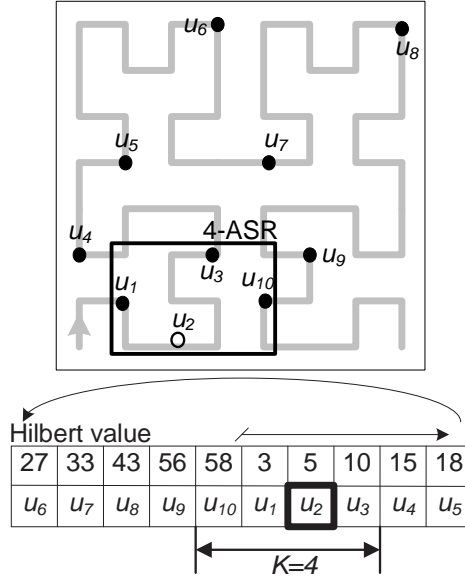 u6
u8
u5
u7
4-ASR
u4
u3
u9
u1
u10
u2
Hilbert value
27 33 43 56 58 3 5 10 15 18
u6 u7 u8 u9 u10 u1 u2 u3 u4 u5
K=4